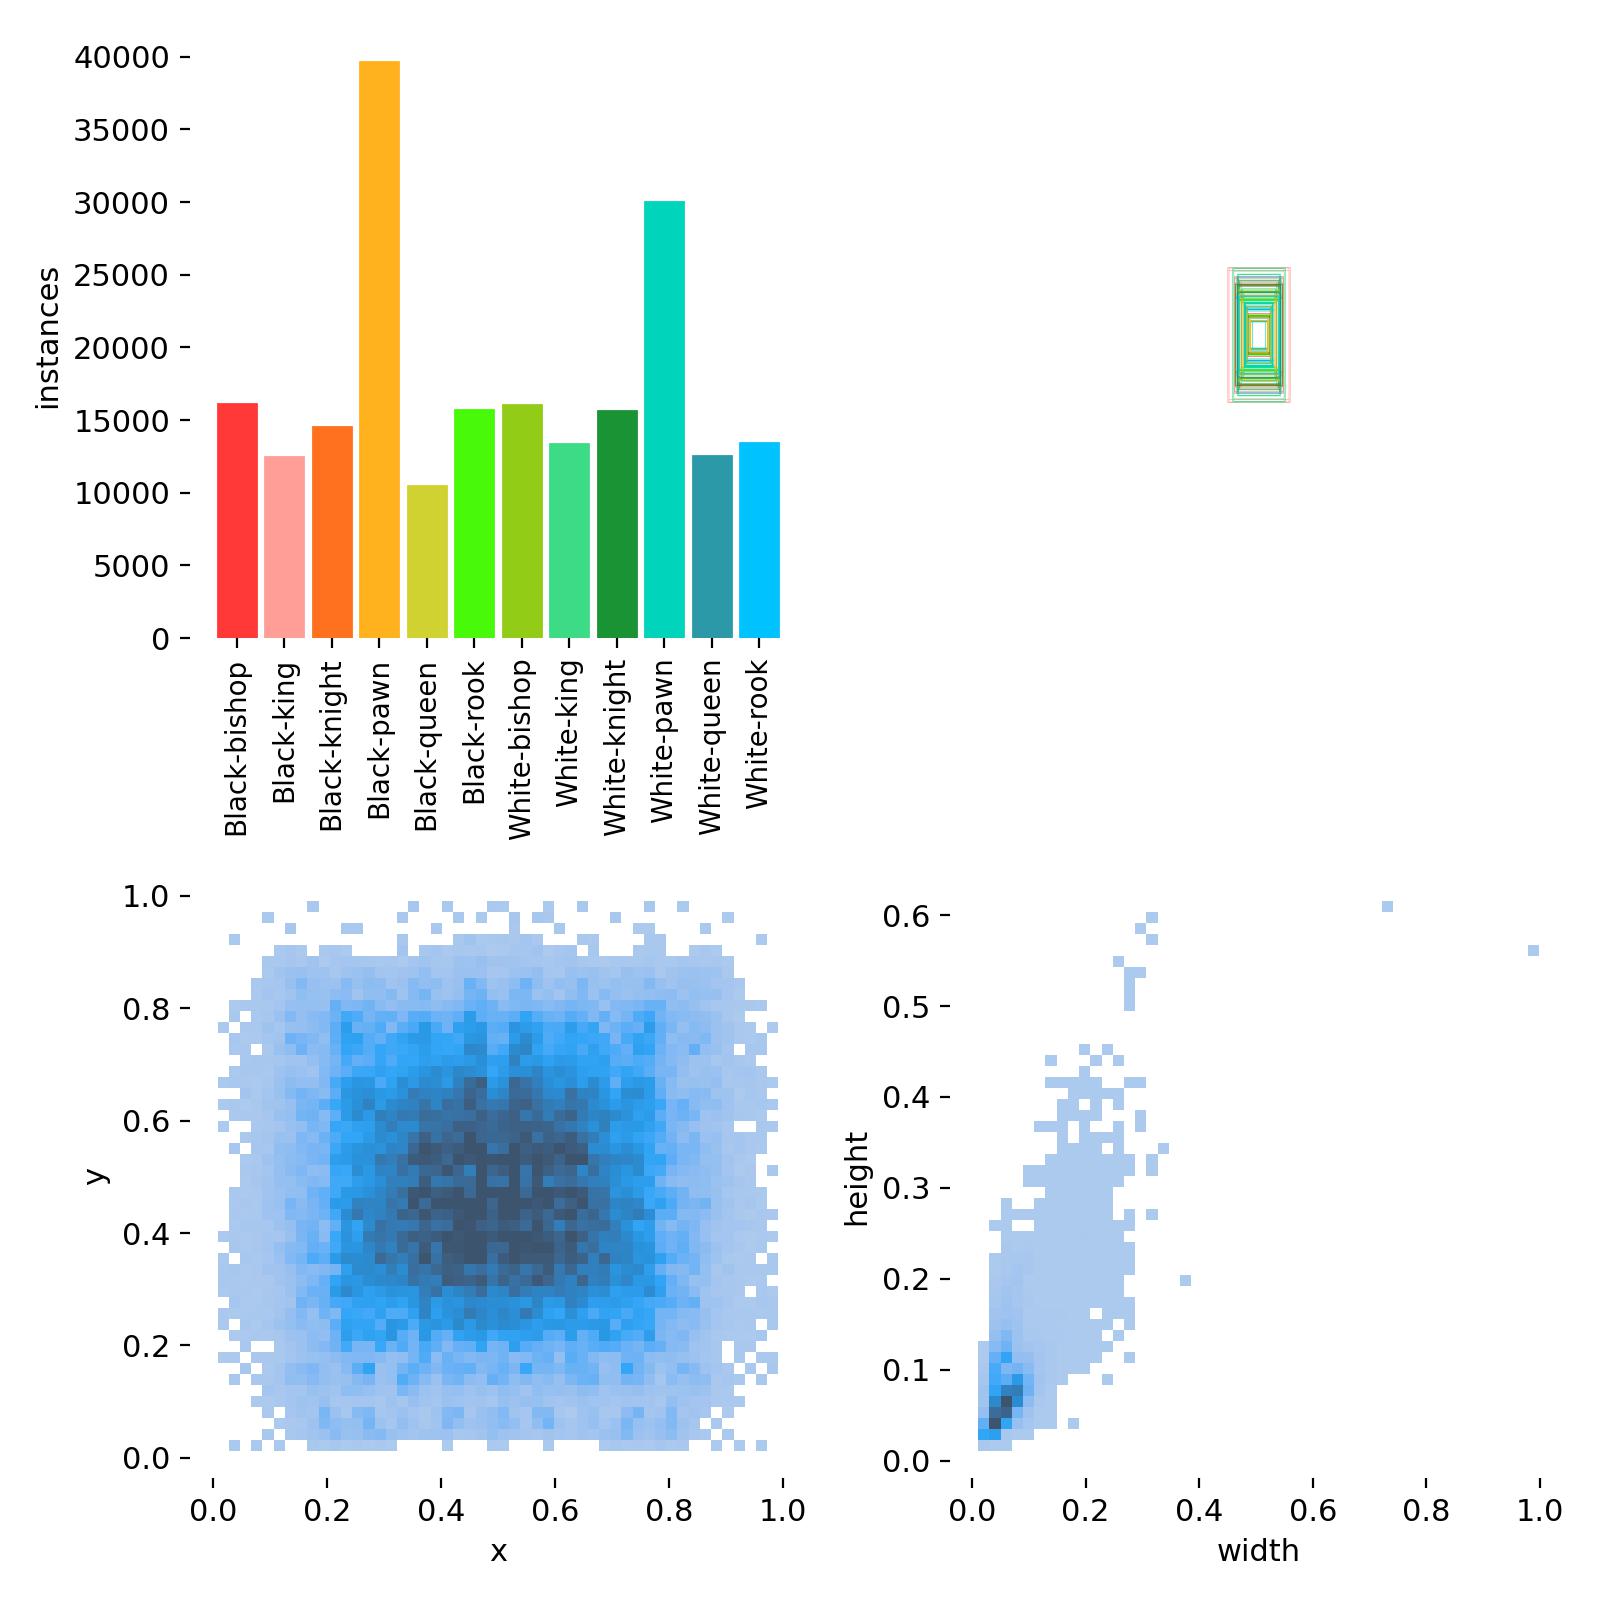 40000
35000
30000
25000
20000
15000
10000
5000
0
instances
Black-bishop
Black-king
Black-knight
Black-pawn
Black-queen
Black-rook
White-bishop
White-king
White-knight
White-pawn
White-queen
White-rook
1.0
0.8
0.6
0.4
0.2
0.0
y
0.0 0.2 0.4 0.6 0.8 1.0
x
0.6
0.5
0.4
0.3
0.2
0.1
0.0
height
0.0 0.2 0.4 0.6 0.8 1.0
width